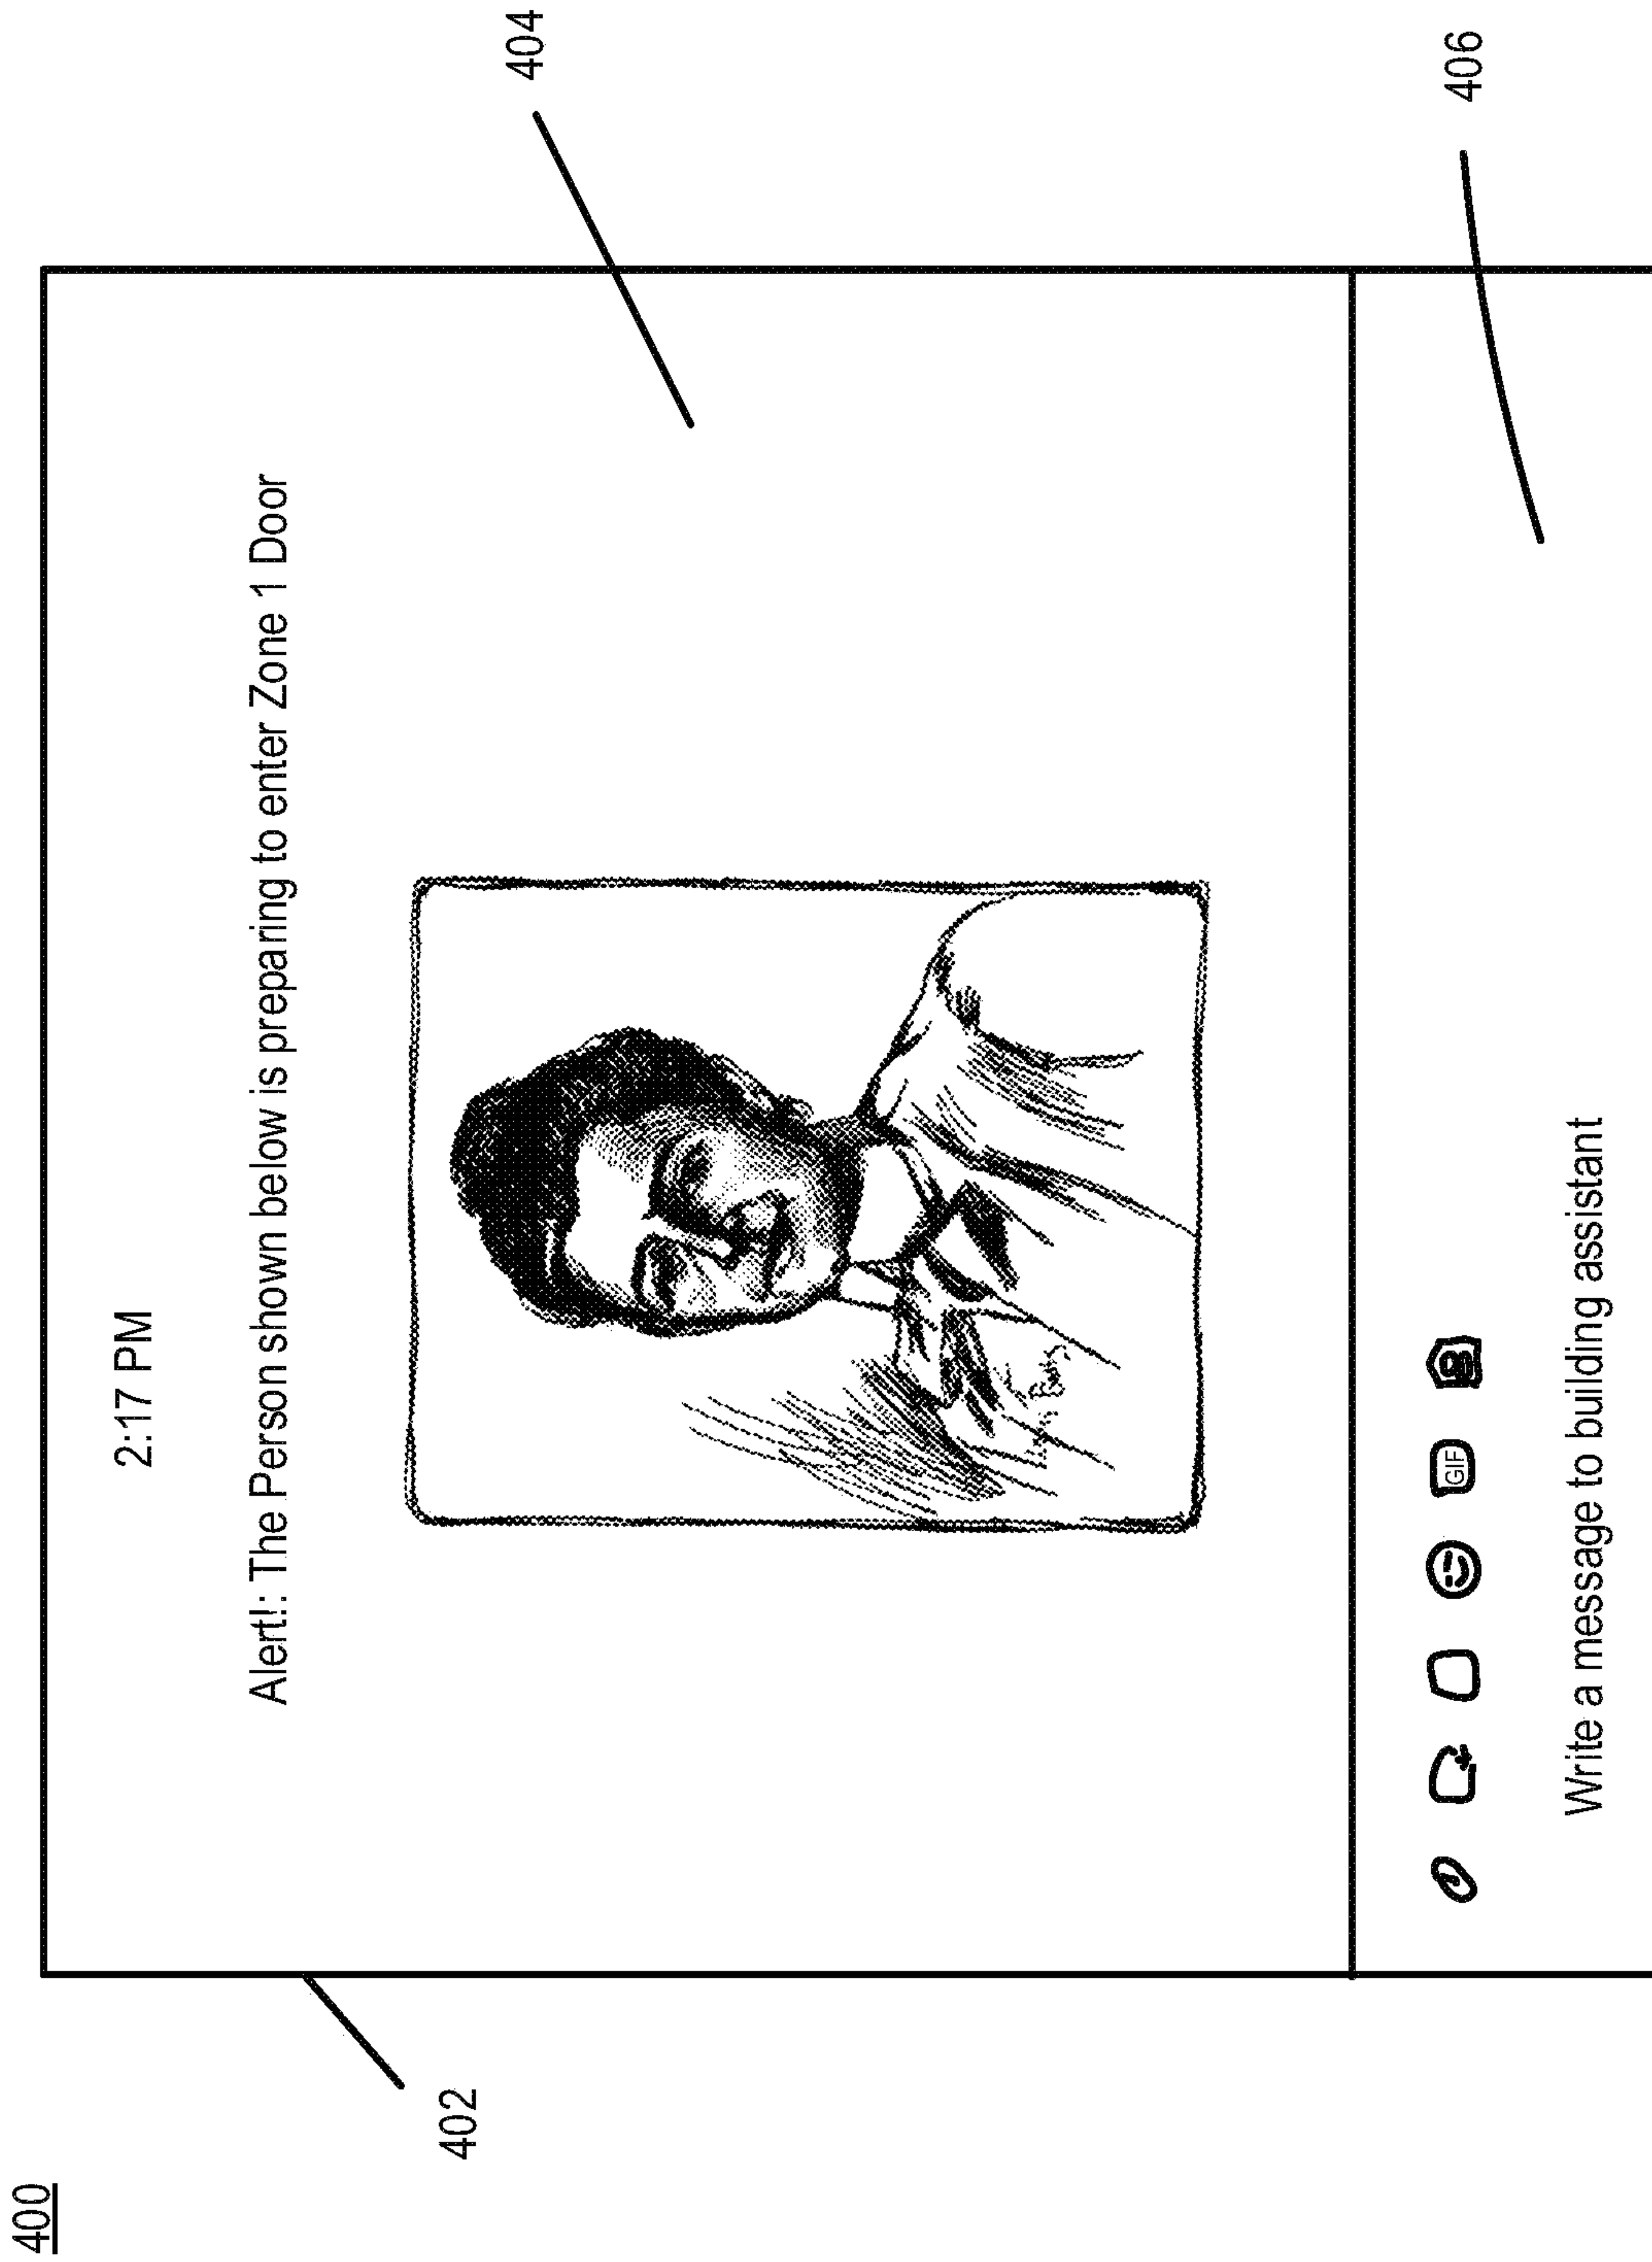 400
402
2:17 PM
Alert!: The Person shown below is preparing to enter Zone 1 Door
404
GIF
406
Write a message to building assistant